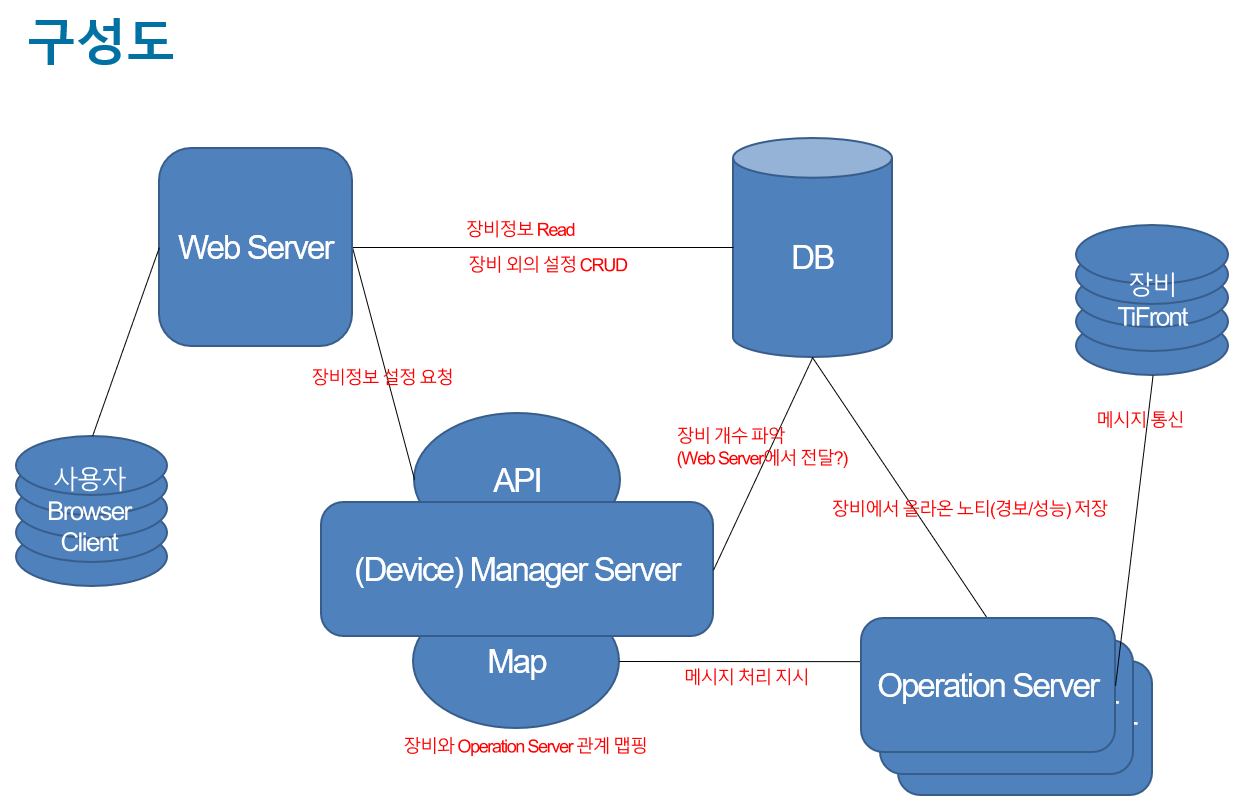 구성도
Web Server
장비정보 Read
장비 외의 설정 CRUD
DB
장비
TiFront
장비정보 설정 요청
메시지 통신
사용자
Browser
Client
API
장비 개수 파악
(Web Server에서 전달?)
장비에서 올라온 노티(경보/성능) 저장
(Device) Manager Server
Map
메시지 처리 지시
Operation Server
장비와 Operation Server 관계 맵핑